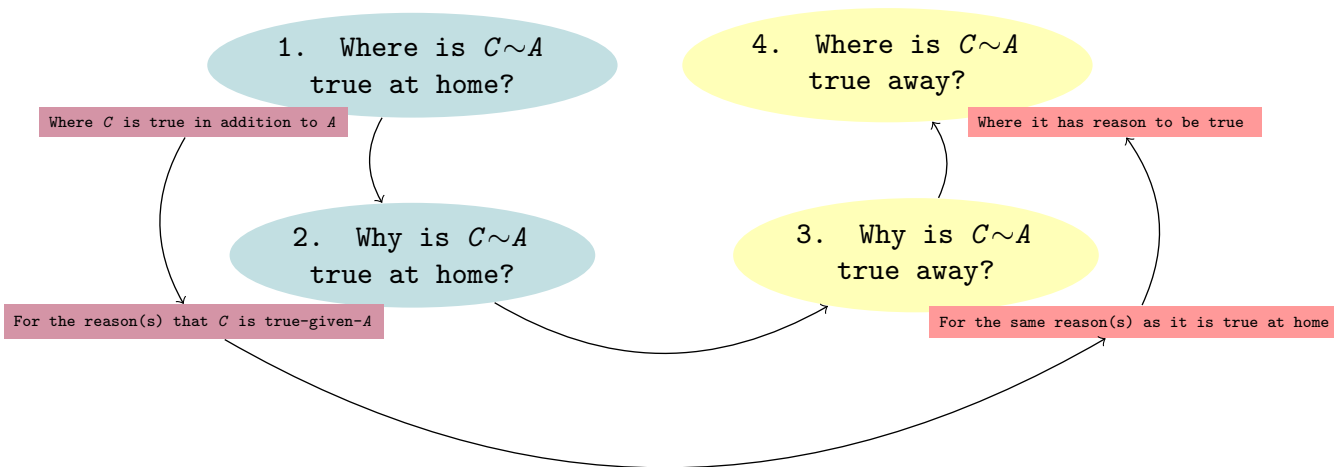 1. Where is C∼A
true at home?
Where C is true in addition to A
2. Why is C∼A
true at home?
For the reason(s) that C is true-given-A
3. Why is C∼A
true away?
For the same reason(s) as it is true at home
4. Where is C∼A
true away?
Where it has reason to be true